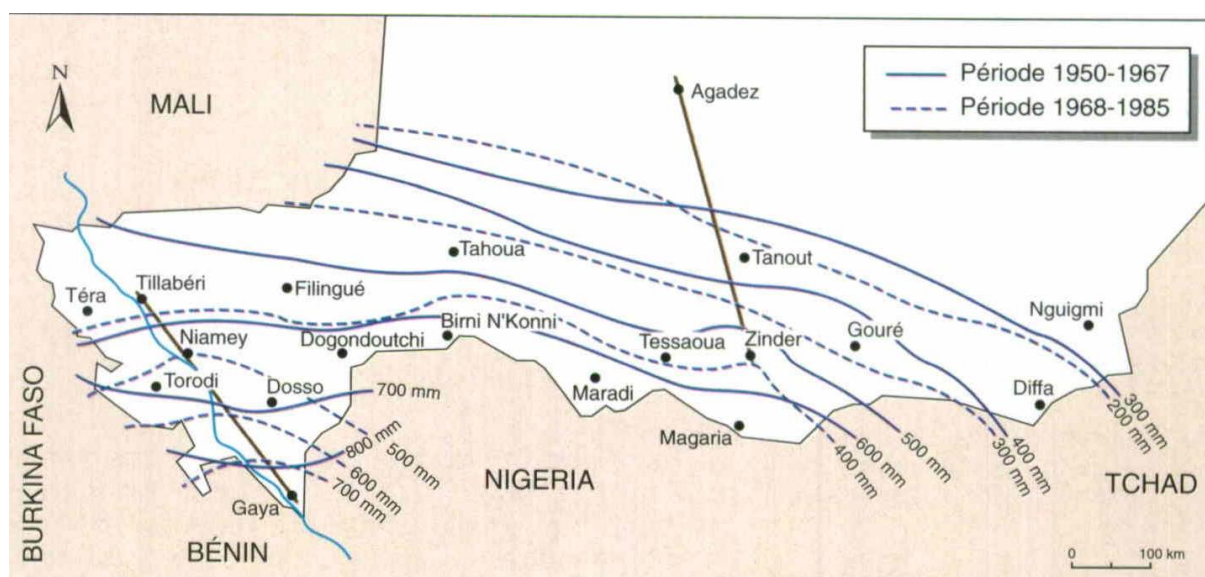 Période 1950-1967
Période 1968-1985
N
MALI
Agadez
Tahoua
Tanout
Tillabéri
Filingué
Téra
Nguigmi
Niamey
Dogondoutchi
Birni N'Konni
Tessaoua
Zinder
Gouré
Torodi
Dosso
700 mm
Maradi
Diffa
300 mm
200 mm
Magaria
800 mm
500 mm
600 mm
700 mm
400 mm
600 mm
500 mm
300 mm
400 mm
Gaya
NIGERIA
TCHAD
BURKINA FASO
BÉNIN
0 100 km